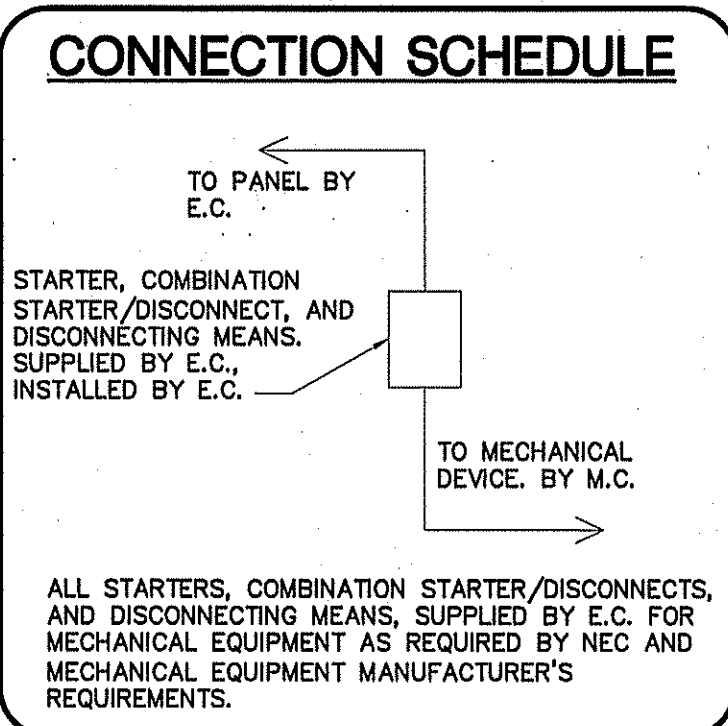 CONNECTION SCHEDULE
TO PANEL BY
E.C.
STARTER, COMBINATION
STARTER/DISCONNECT, AND
DISCONNECTING MEANS.
SUPPLIED BY E.C.,
INSTALLED BY E.C.
TO MECHANICAL
DEVICE. BY M.C.
ALL STARTERS, COMBINATION STARTER/DISCONNECTS,
AND DISCONNECTING MEANS, SUPPLIED BY E.C. FOR
MECHANICAL EQUIPMENT AS REQUIRED BY NEC AND
MECHANICAL EQUIPMENT MANUFACTURER'S
REQUIREMENTS.